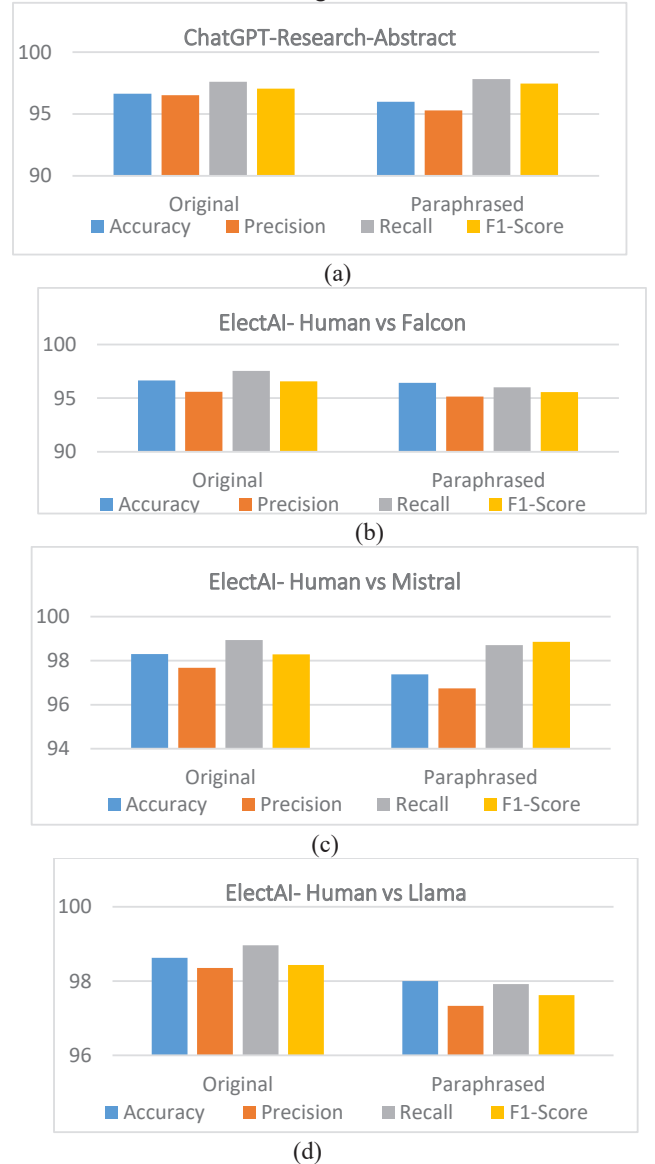 ChatGPT-Research-Abstract
100
95
90
Original Paraphrased
Accuracy Precision Recall F1-Score
(a)
ElectAI- Human vs Falcon
100
95
90
Original Paraphrased
Accuracy Precision Recall F1-Score
(b)
ElectAI- Human vs Mistral
100
98
96
94
Original Paraphrased
Accuracy Precision Recall F1-Score
(c)
ElectAI- Human vs Llama
100
98
96
Original Paraphrased
Accuracy Precision Recall F1-Score
(d)